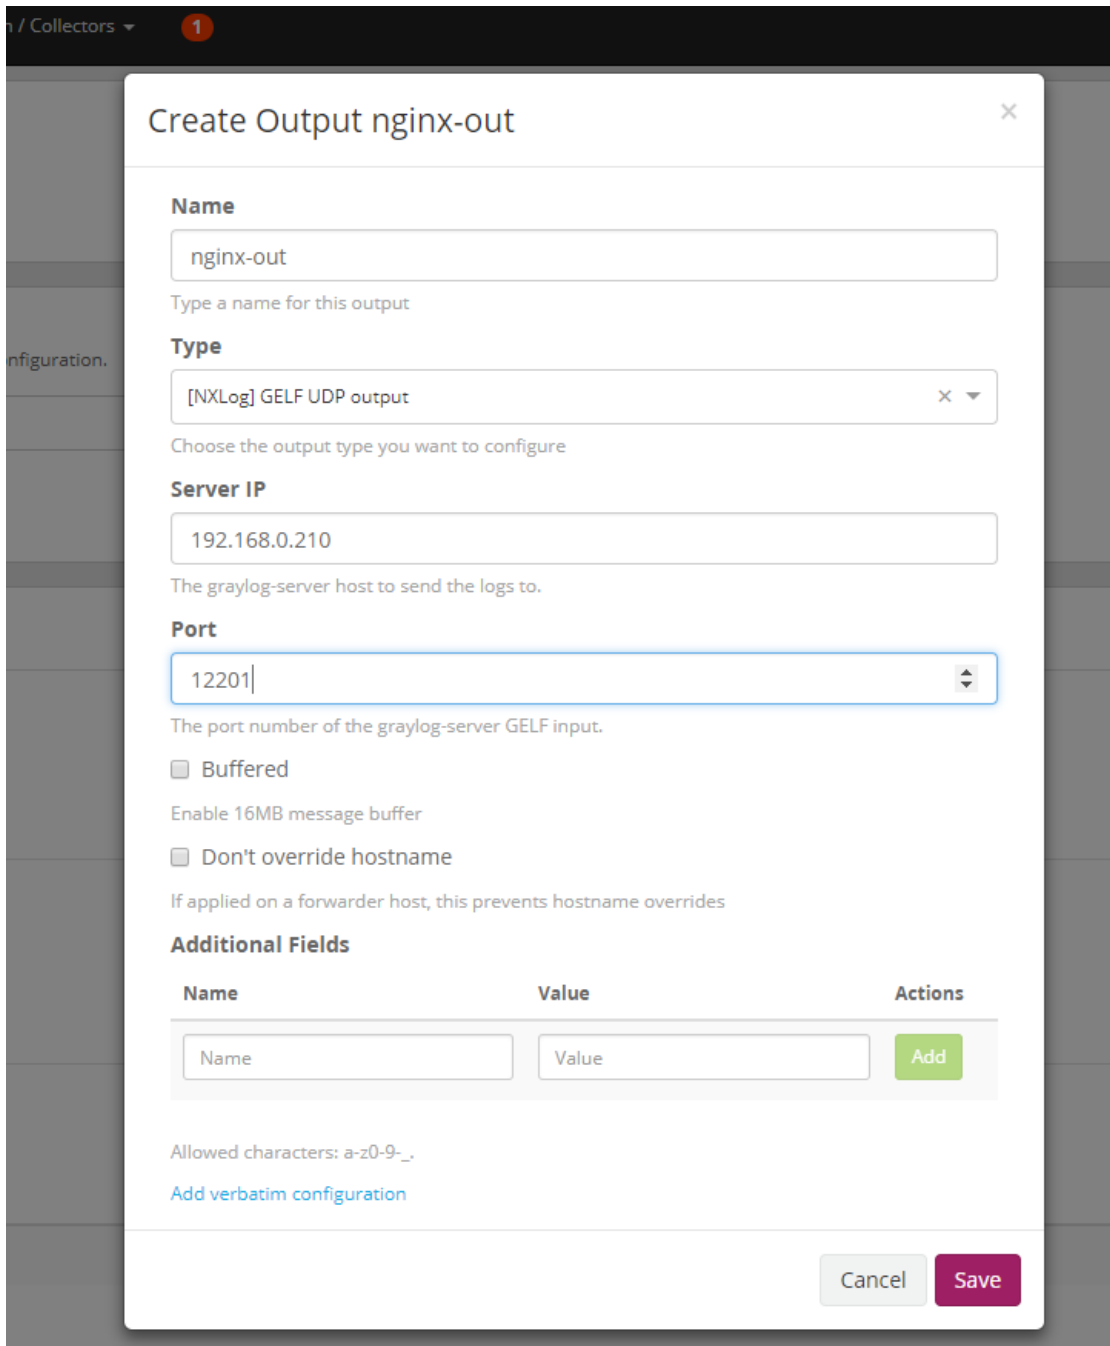 / Collectors
1
Create Output nginx-out
×
Name
nginx-out
Type a name for this output
Type
nfiguration.
[NXLog] GELF UDP output
Choose the output type you want to configure
Server IP
192.168.0.210
The graylog-server host to send the logs to.
Port
12201
The port number of the graylog-server GELF input.
Buffered
Enable 16MB message buffer
Don't override hostname
If applied on a forwarder host, this prevents hostname overrides
Additional Fields
Name Value Actions
Name Value Add
Allowed characters: a-z0-9-_.
Add verbatim configuration
Cancel Save